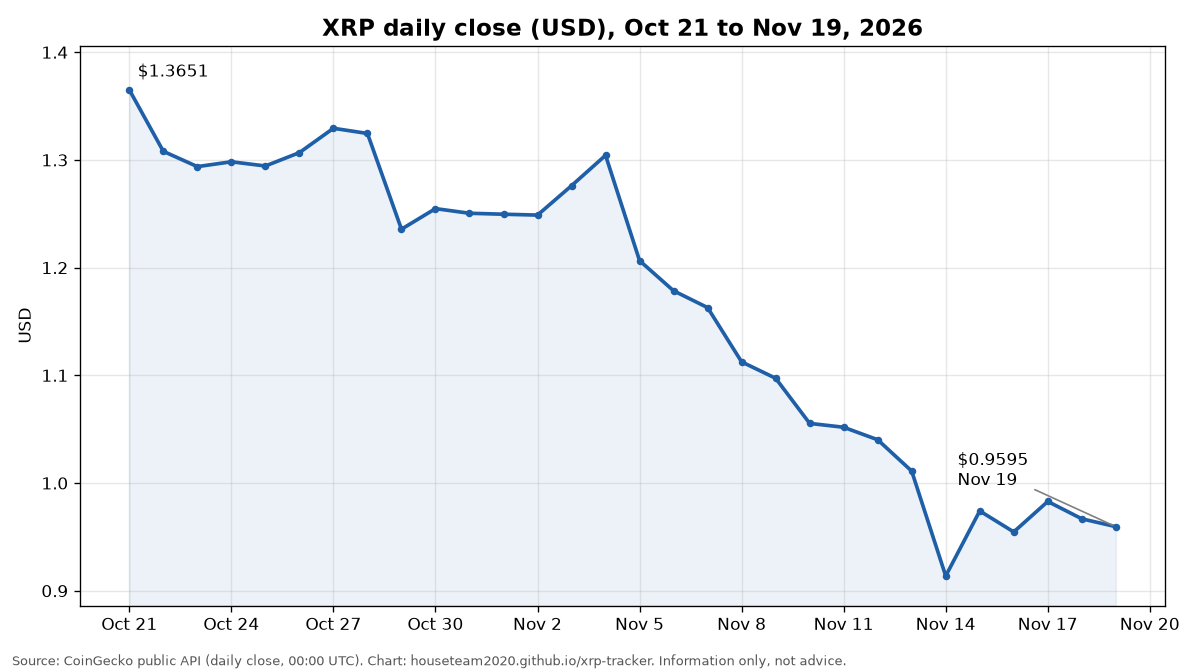 XRP daily close (USD), Oct 21 to Nov 19, 2026
1.4
$1.3651
1.3
1.2
USD
1.1
$0.9595
1.0
Nov 19
0.9
Oct 21 Oct 24 Oct 27 Oct 30 Nov 2 Nov 5 Nov 8 Nov 11 Nov 14 Nov 17 Nov 20
Source: CoinGecko public API (daily close, 00:00 UTC). Chart: houseteam2020.github.io/xrp-tracker. Information only, not advice.